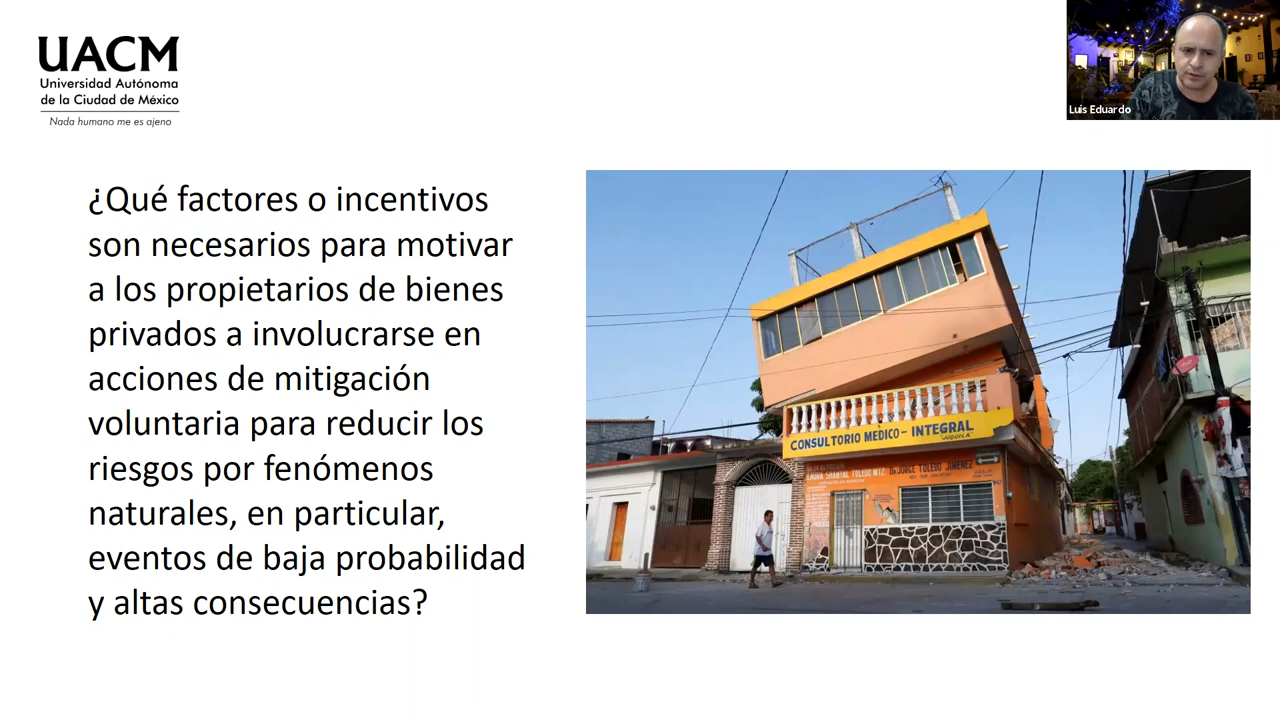 UACM
Universidad Autónoma
de la Ciudad de México
Nada humano me es ajeno
Luis Eduardo
¿Qué factores o incentivos
son necesarios para motivar
a los propietarios de bienes
privados a involucrarse en
acciones de mitigación
voluntaria para reducir los
riesgos por fenómenos
naturales, en particular,
eventos de baja probabilidad
y altas consecuencias?
CONSULTORIO MEDICO - INTEGRAL
DR. JORGE TOLEDO JIMENEZ